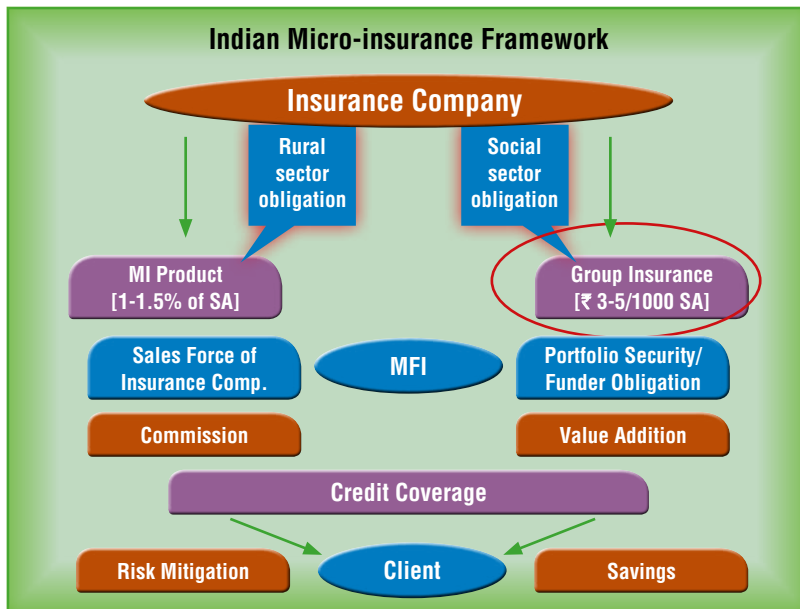 Indian Micro-insurance Framework
Insurance Company
Rural
sector
obligation
Social
sector
obligation
MI Product
[1-1.5% of SA]
Group Insurance
[₹ 3-5/1000 SA]
Sales Force of
Insurance Comp.
MFI
Portfolio Security/
Funder Obligation
Commission
Value Addition
Credit Coverage
Risk Mitigation
Client
Savings